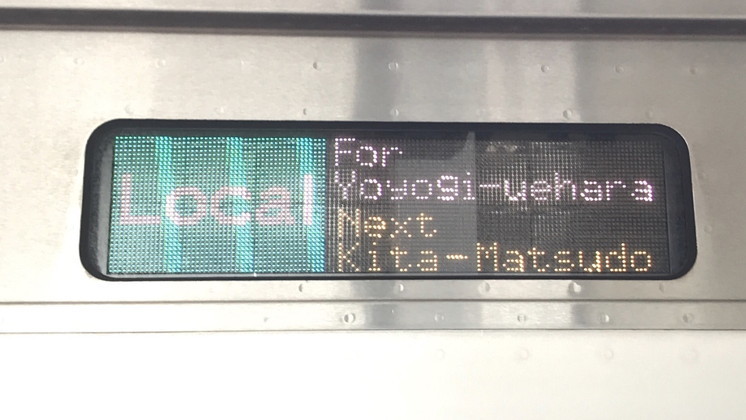 Local
For
Yoyogi-uehara
Next
Kita-Matsudo